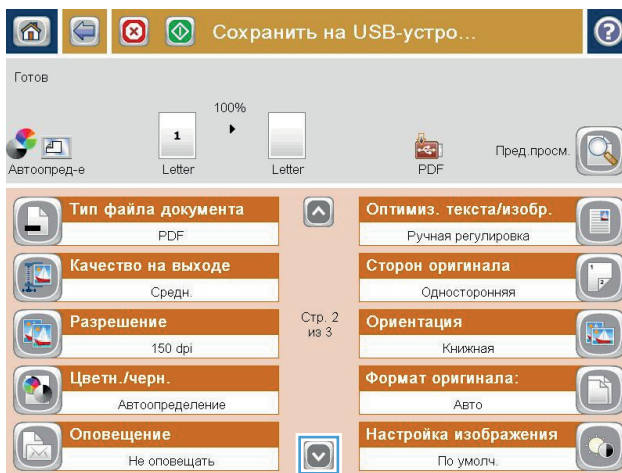 Сохранить на USB-устро...
?
Готов
100%
1
Автоопред-е
Letter
Letter
PDF
Пред.просм.
Тип файла документа
PDF
Качество на выходе
Средн.
Разрешение
150 dpi
Цветн./черн.
Автоопределение
Оповещение
Не оповещать
Стр. 2
из 3
Оптимиз. текста/изобр.
Ручная регулировка
Сторон оригинала
1
2
Односторонняя
Ориентация
Книжная
Формат оригинала:
Авто
Настройка изображения
По умолч.